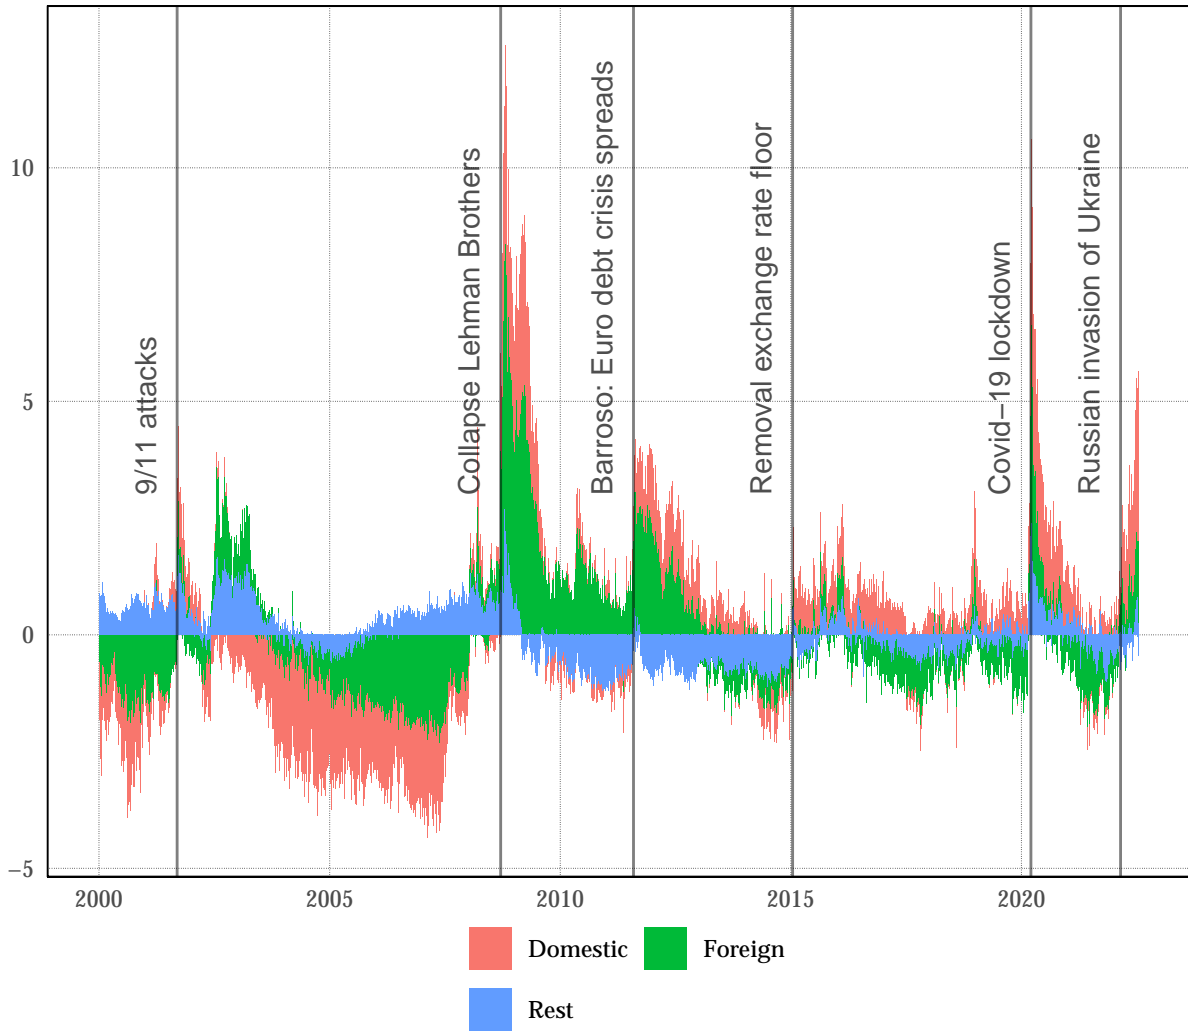 10
5
0
−5
9/11 attacks
Collapse Lehman Brothers
Barroso: Euro debt crisis spreads
Removal exchange rate floor
Covid−19 lockdown
Russian invasion of Ukraine
2000 2005 2010 2015 2020
Domestic Foreign
Rest